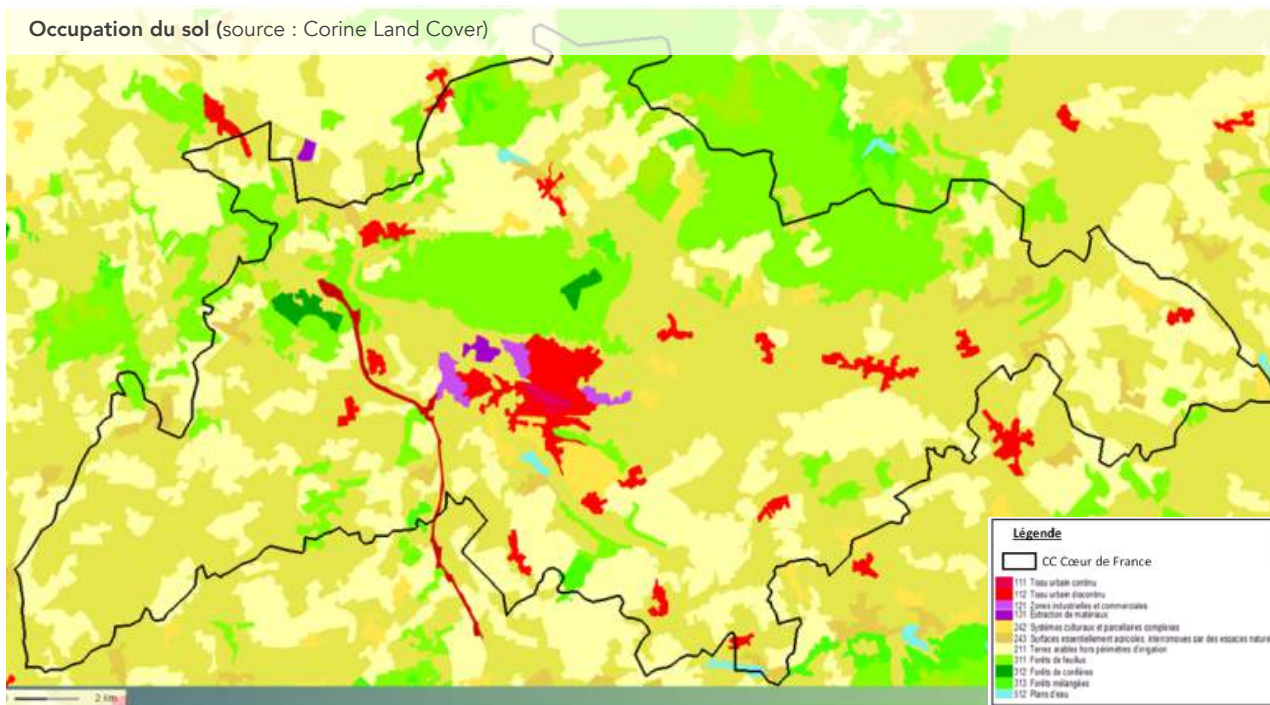 Occupation du sol (source : Corine Land Cover)
Légende
CC Cœur de France
111 Tissu urbain continu
112 Tissu urbain discontinu
121 Zones industrielles et commerciales
131 Extraction de matériaux
242 Systèmes culturaux et parcellaires complexes
243 Surfaces essentiellement agricoles, interrompues par des espaces nature
211 Terres arables hors périmètres d'irrigation
311 Forêts de feuillus
312 Forêts de conifères
313 Forêts mélangées
512 Plans d'eau
2 km